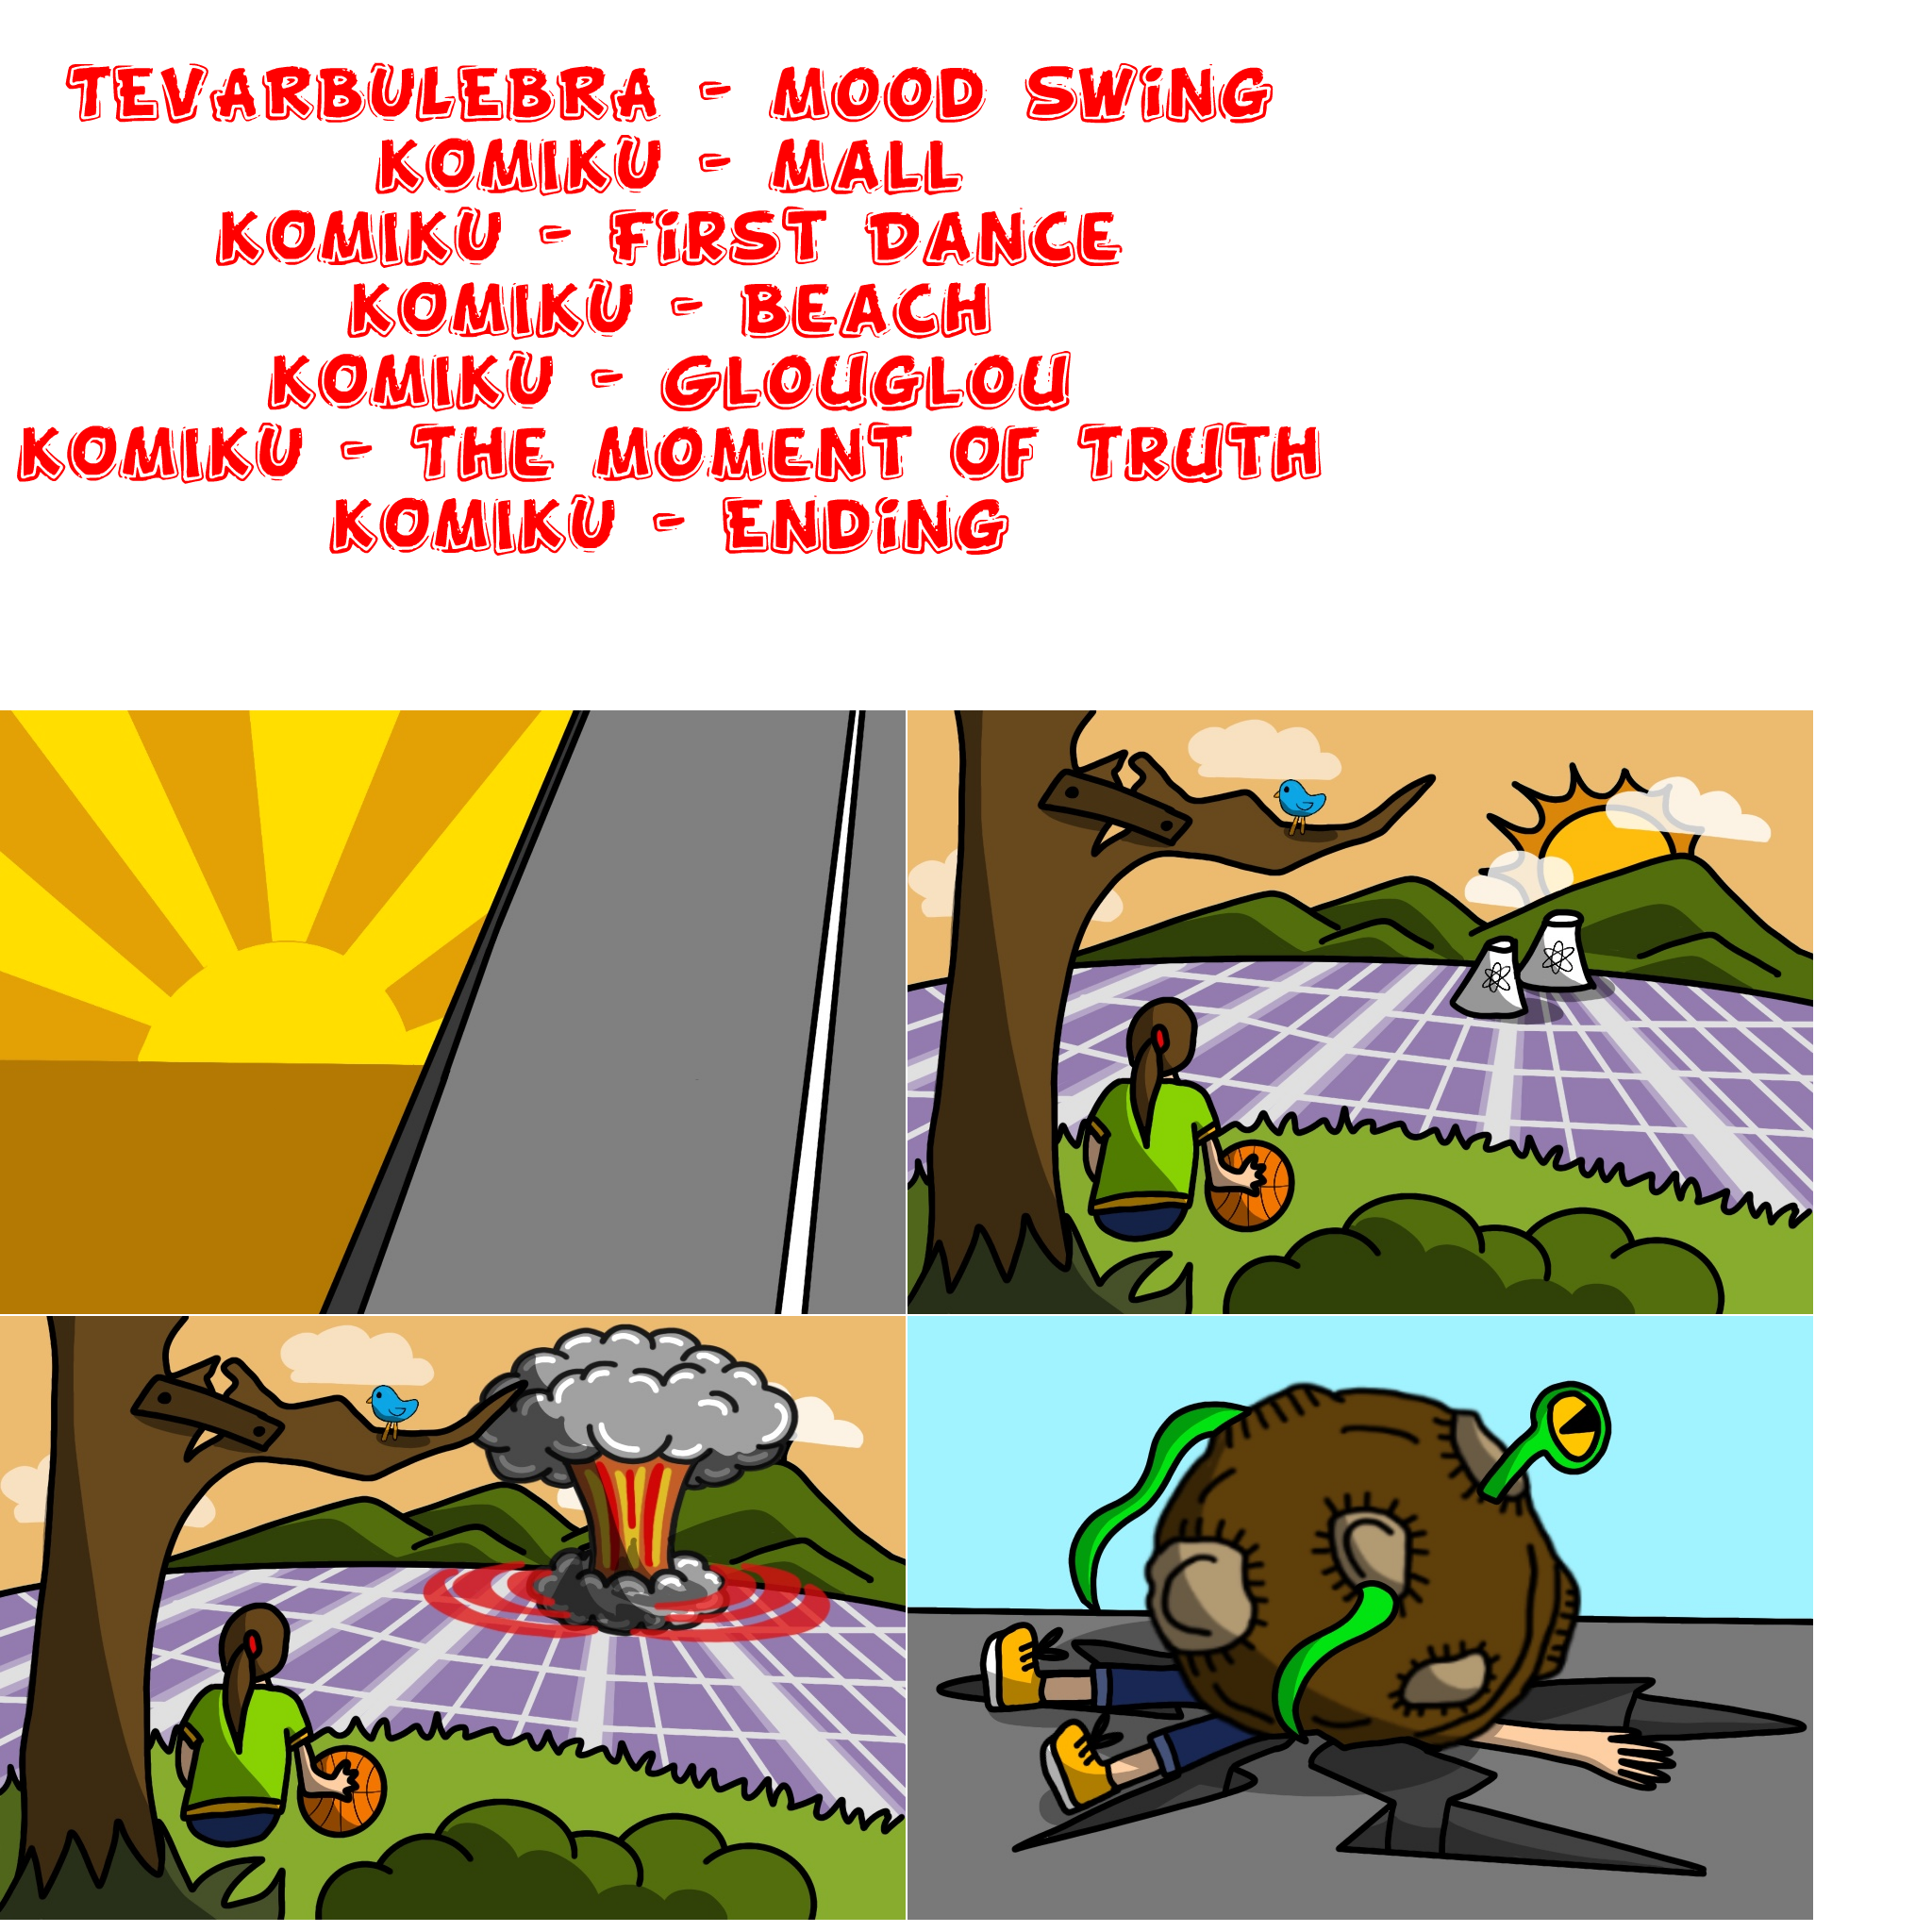 TEVARBULEBRA - MOOD SWING
KOMIKU - MALL
KOMIKU - FIRST DANCE
KOMIKU - BEACH
KOMIKU - GLOUGLOU
KOMIKU - THE MOMENT OF TRUTH
KOMIKU - ENDING